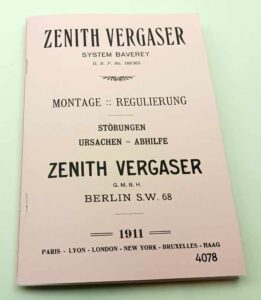 ZENITH VERGASER
SYSTEM BAVEREY
MONTAGE :: REGULIERUNG
STÖRUNGEN
URSACHEN - ABHILFE
ZENITH VERGASER
G. M. B. H.
BERLIN S.W. 68
1911
PARIS - LYON - LONDON - NEW YORK - BRUXELLES - HAAG
4078